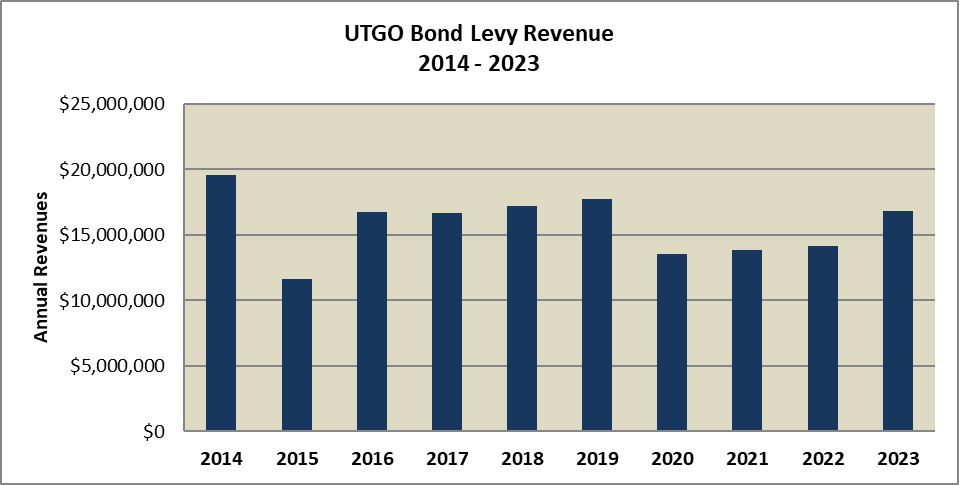 UTGO Bond Levy Revenue
2014 - 2023
Annual Revenues
$25,000,000
$20,000,000
$15,000,000
$10,000,000
$5,000,000
$0
2014 2015 2016 2017 2018 2019 2020 2021 2022 2023